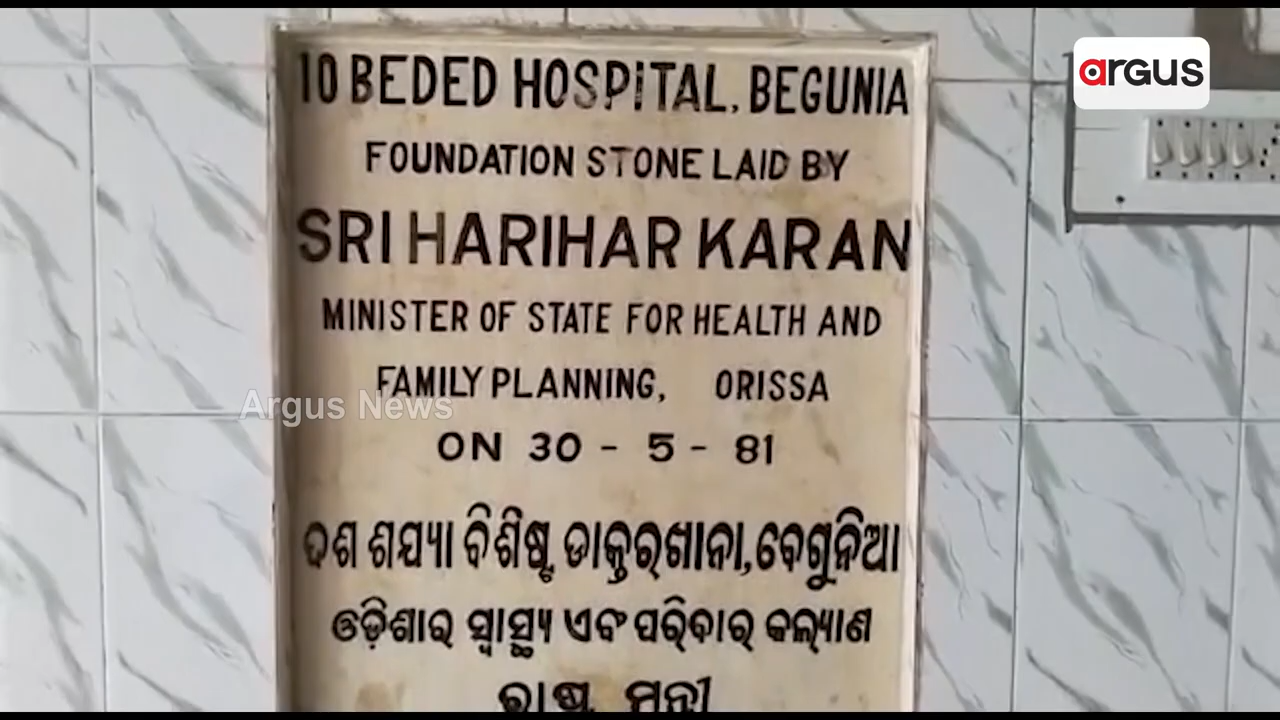 argus
10 BEDED HOSPITAL, BEGUNIA
FOUNDATION STONE LAID BY
SRI HARIHAR KARAN
MINISTER OF STATE FOR HEALTH AND
FAMILY PLANNING, ORISSA
Argus News
ON 30 - 5 - 81
ଦଶ ଶଯ୍ୟା ବିଶିଷ୍ଟ ଡାକ୍ତରଖାନା, ବେଗୁନିଆ
ଓଡ଼ିଶାର ସ୍ୱାସ୍ଥ୍ୟ ଏବଂ ପରିବାର କଲ୍ୟାଣ